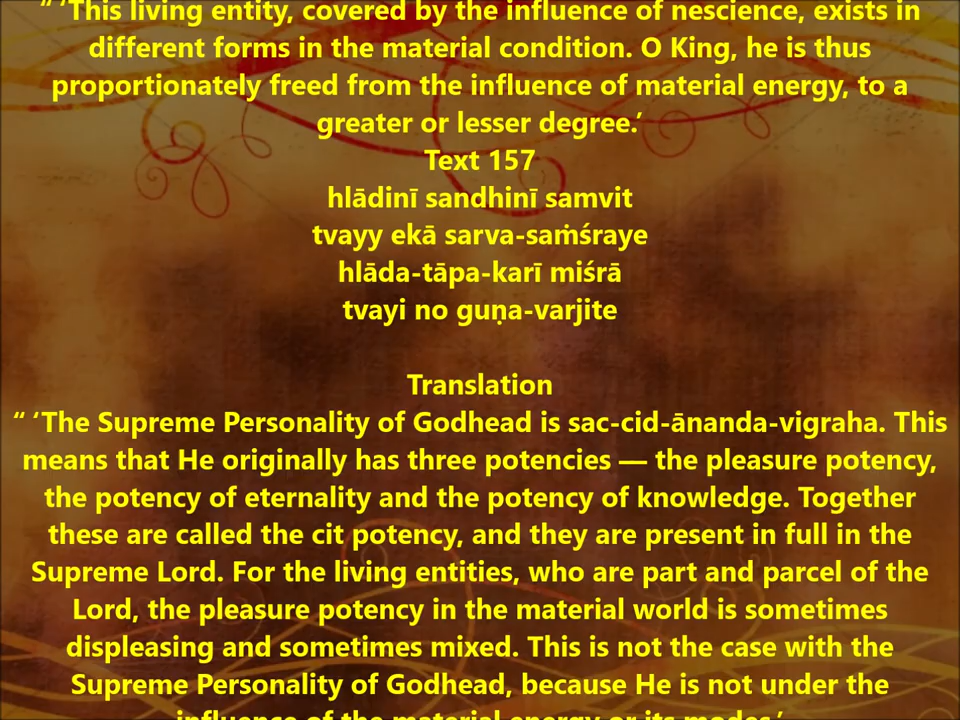 “ ‘This living entity, covered by the influence of nescience, exists in
different forms in the material condition. O King, he is thus
proportionately freed from the influence of material energy, to a
greater or lesser degree.’
Text 157
hlādinī sandhinī samvit
tvayy ekā sarva-saṁśraye
hlāda-tāpa-karī miśrā
tvayi no guṇa-varjite
Translation
“ ‘The Supreme Personality of Godhead is sac-cid-ānanda-vigraha. This
means that He originally has three potencies — the pleasure potency,
the potency of eternality and the potency of knowledge. Together
these are called the cit potency, and they are present in full in the
Supreme Lord. For the living entities, who are part and parcel of the
Lord, the pleasure potency in the material world is sometimes
displeasing and sometimes mixed. This is not the case with the
Supreme Personality of Godhead, because He is not under the
influence of the material energy or its modes.’